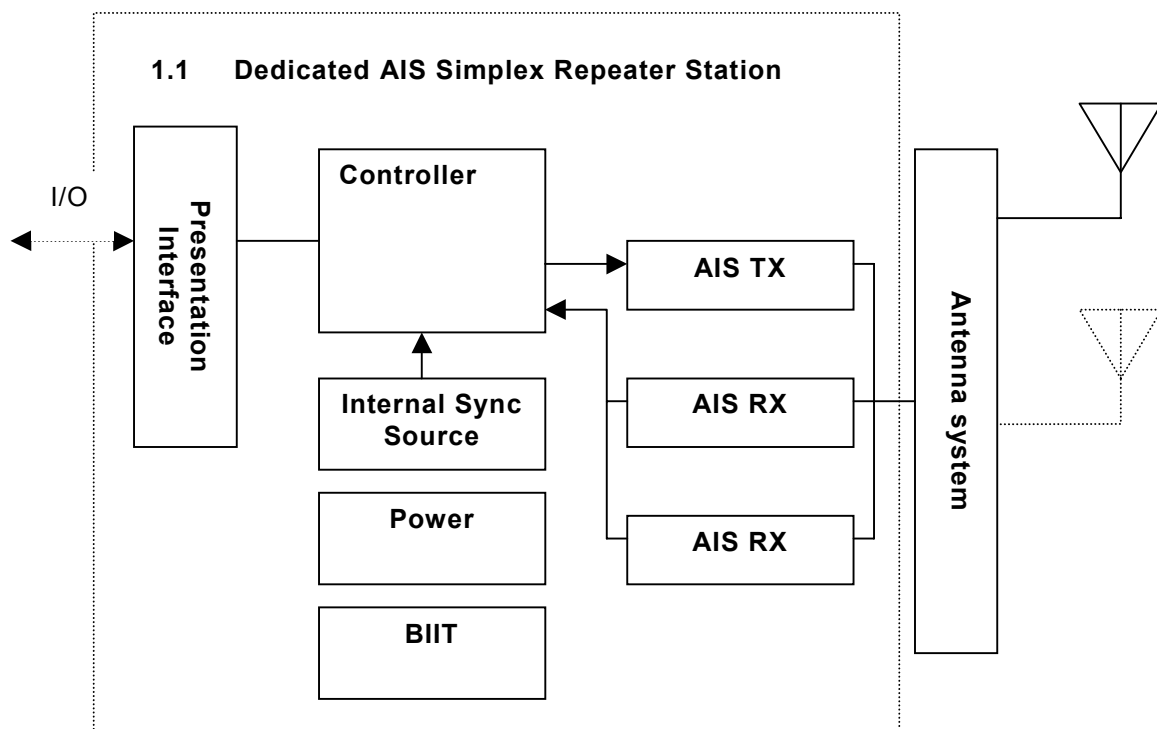 1.1 Dedicated AIS Simplex Repeater Station
I/O
Presentation
Interface
Controller
AIS TX
Internal Sync
Source
AIS RX
Power
AIS RX
BIIT
Antenna system